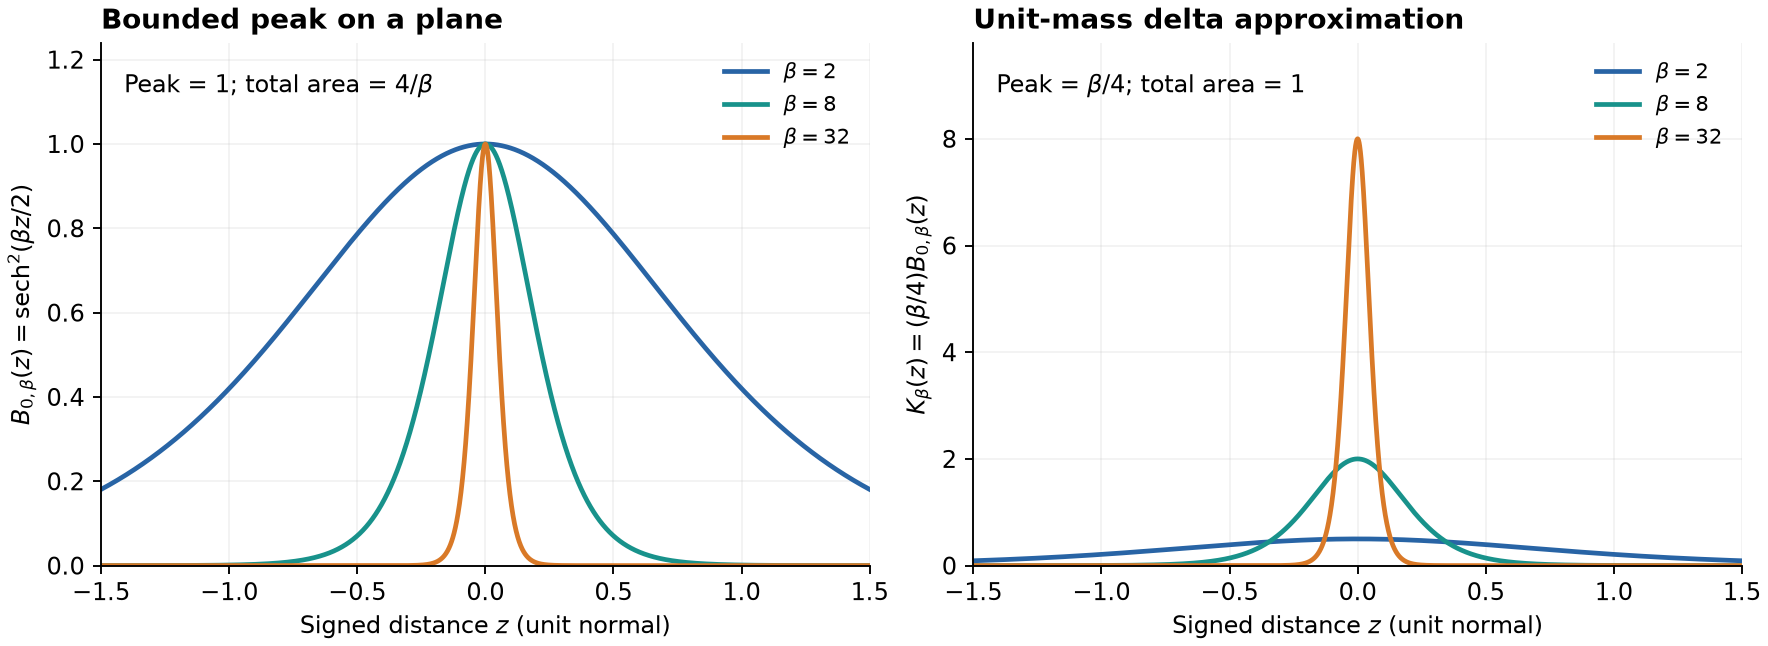 Bounded peak on a plane
Peak = 1; total area = 4/β
β = 2
β = 8
β = 32
B₀,β(z) = sech²(βz/2)
1.2
1.0
0.8
0.6
0.4
0.2
0.0
−1.5 −1.0 −0.5 0.0 0.5 1.0 1.5
Signed distance z (unit normal)
Unit-mass delta approximation
Peak = β/4; total area = 1
β = 2
β = 8
β = 32
Kβ(z) = (β/4)B₀,β(z)
8
6
4
2
0
−1.5 −1.0 −0.5 0.0 0.5 1.0 1.5
Signed distance z (unit normal)